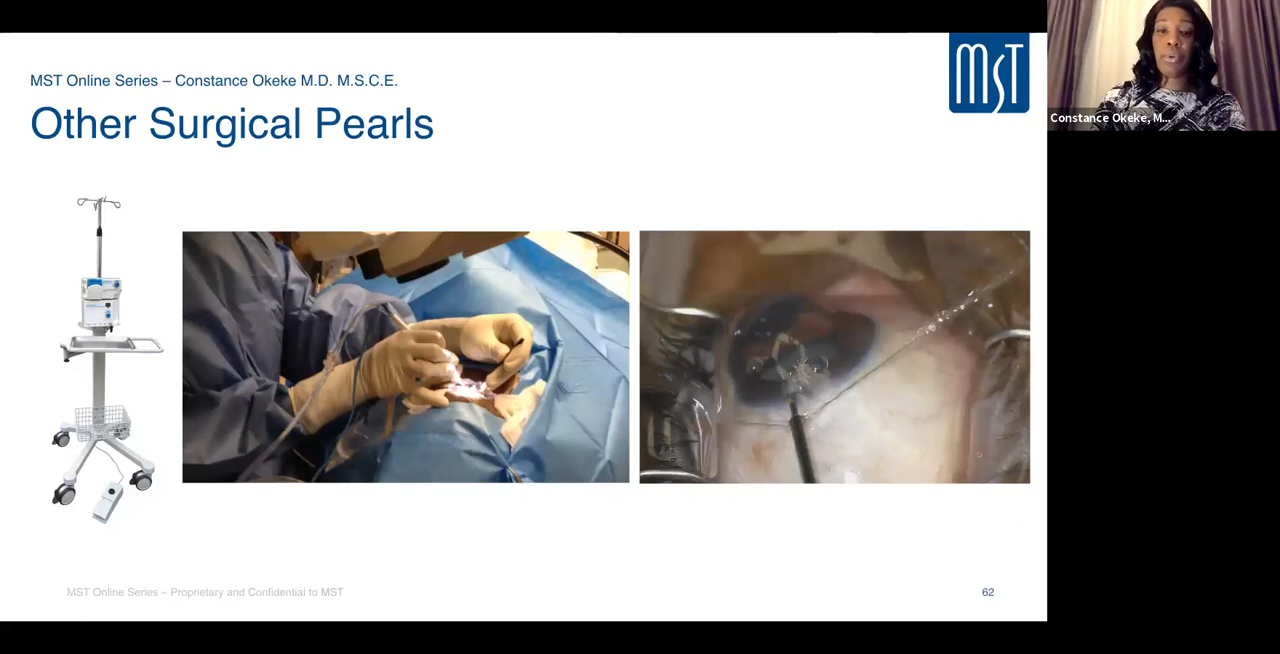 MST
MST Online Series – Constance Okeke M.D. M.S.C.E.
Other Surgical Pearls
Constance Okeke, M...
MST Online Series – Proprietary and Confidential to MST
62